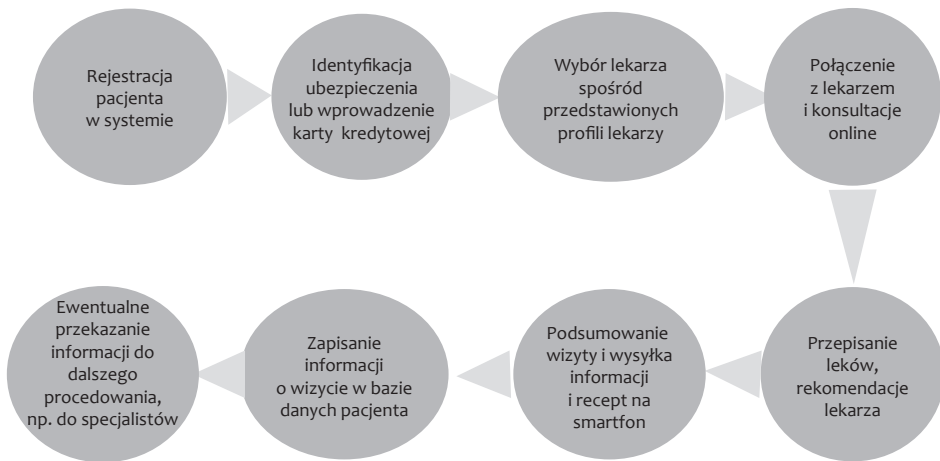 Rejestracja
pacjenta
w systemie
Identyfikacja
ubezpieczenia
lub wprowadzenie
karty kredytowej
Wybór lekarza
spośród
przedstawionych
profili lekarzy
Połączenie
z lekarzem
i konsultacje
online
Przepisanie
leków,
rekomendacje
lekarza
Podsumowanie
wizyty i wysyłka
informacji
i recept na
smartfon
Zapisanie
informacji
o wizycie w bazie
danych pacjenta
Ewentualne
przekazanie
informacji do
dalszego
procedowania,
np. do specjalistów